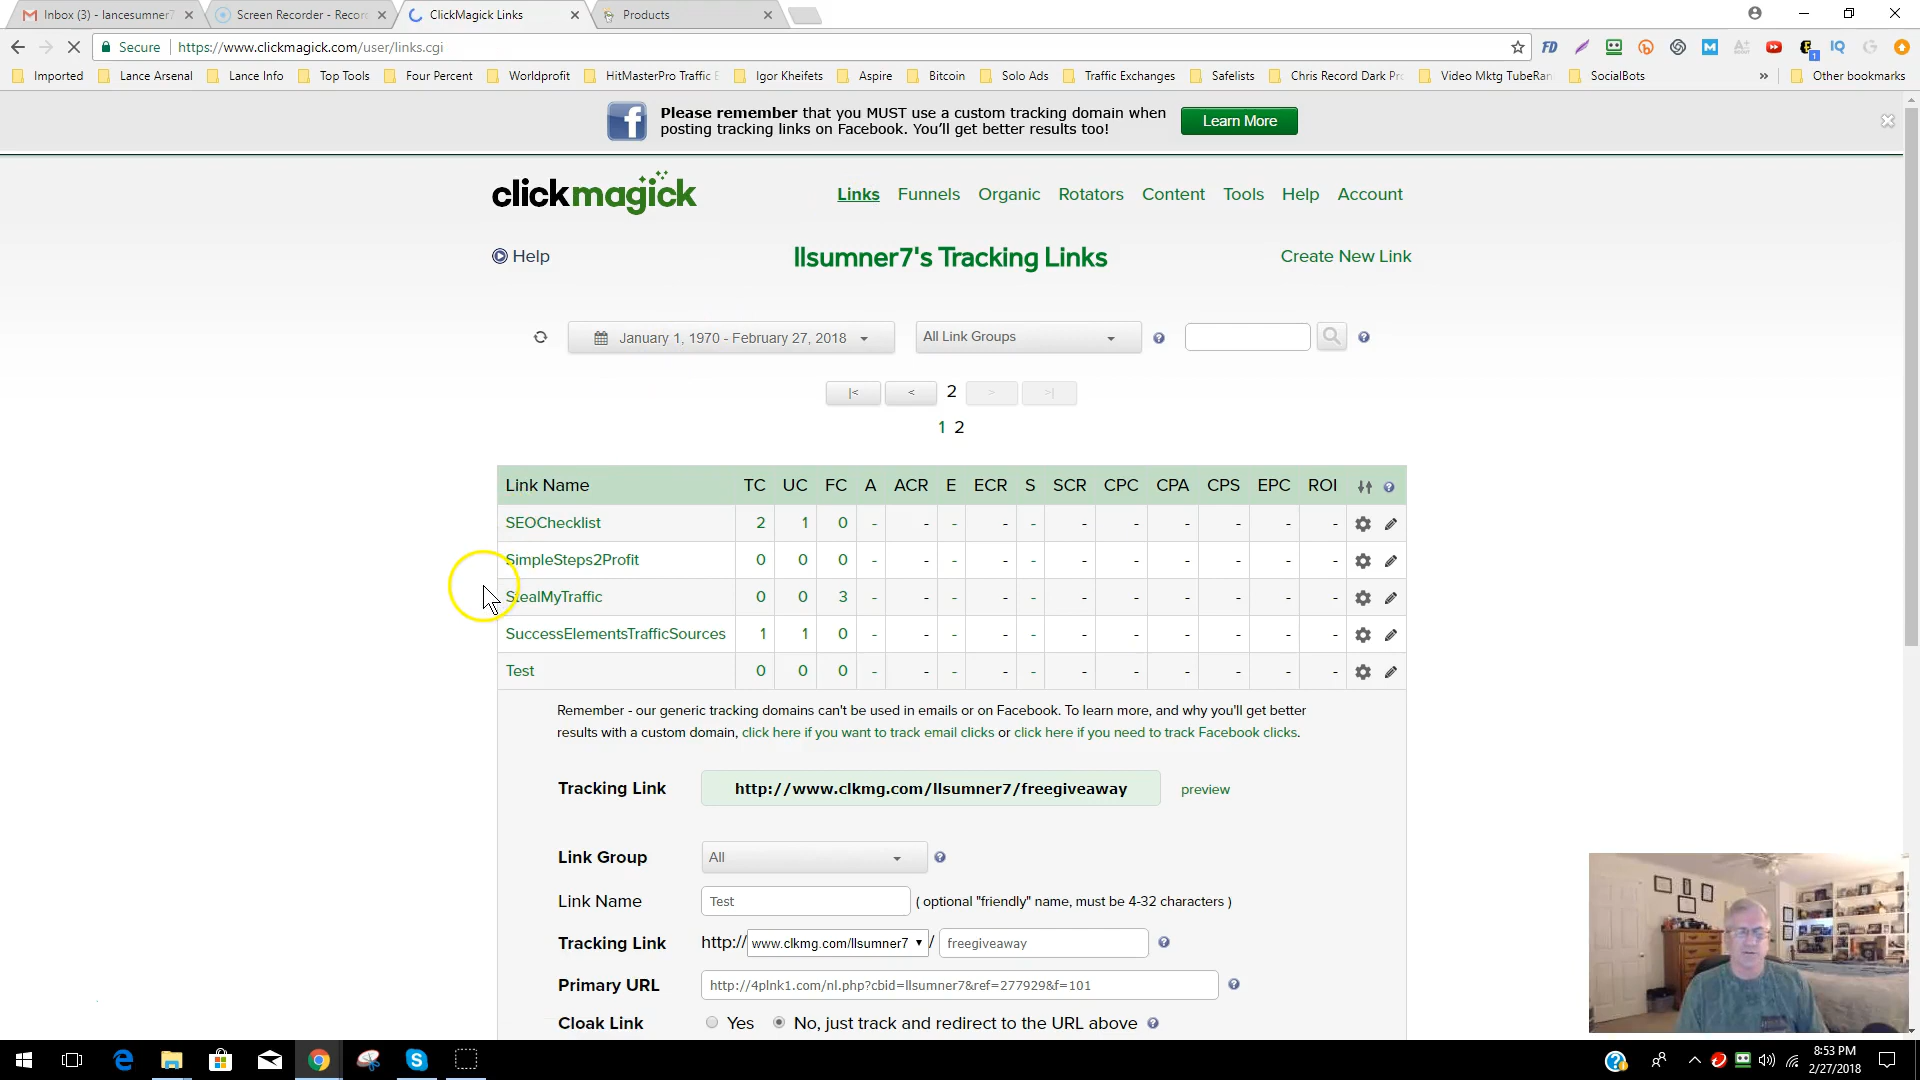 Inbox (3) - lancesumner7
Screen Recorder - Recor
ClickMagick Links
Products
Secure
https://www.clickmagick.com/user/links.cgi
Imported
Lance Arsenal
Lance Info
Top Tools
Four Percent
Worldprofit
HitMasterPro Traffic E
Igor Kheifets
Aspire
Bitcoin
Solo Ads
Traffic Exchanges
Safelists
Chris Record Dark Pr
Video Mktg TubeRan
SocialBots
»
Other bookmarks
Please remember that you MUST use a custom tracking domain when
posting tracking links on Facebook. You'll get better results too!
Learn More
clickmagick
Links Funnels Organic Rotators Content Tools Help Account
Help
llsumner7's Tracking Links
Create New Link
January 1, 1970 - February 27, 2018
All Link Groups
|< < 2 > >|
1 2
Link Name TC UC FC A ACR E ECR S SCR CPC CPA CPS EPC ROI
SEOChecklist 2 1 0 - - - - - - - - - - -
SimpleSteps2Profit 0 0 0 - - - - - - - - - - -
StealMyTraffic 0 0 3 - - - - - - - - - - -
SuccessElementsTrafficSources 1 1 0 - - - - - - - - - - -
Test 0 0 0 - - - - - - - - - - -
Remember - our generic tracking domains can't be used in emails or on Facebook. To learn more, and why you'll get better
results with a custom domain, click here if you want to track email clicks or click here if you need to track Facebook clicks.
Tracking Link http://www.clkmg.com/llsumner7/freegiveaway preview
Link Group All
Link Name Test ( optional "friendly" name, must be 4-32 characters )
Tracking Link http:// www.clkmg.com/llsumner7 / freegiveaway
Primary URL http://4plnk1.com/nl.php?cbid=llsumner7&ref=277929&f=101
Cloak Link Yes No, just track and redirect to the URL above
8:53 PM
2/27/2018